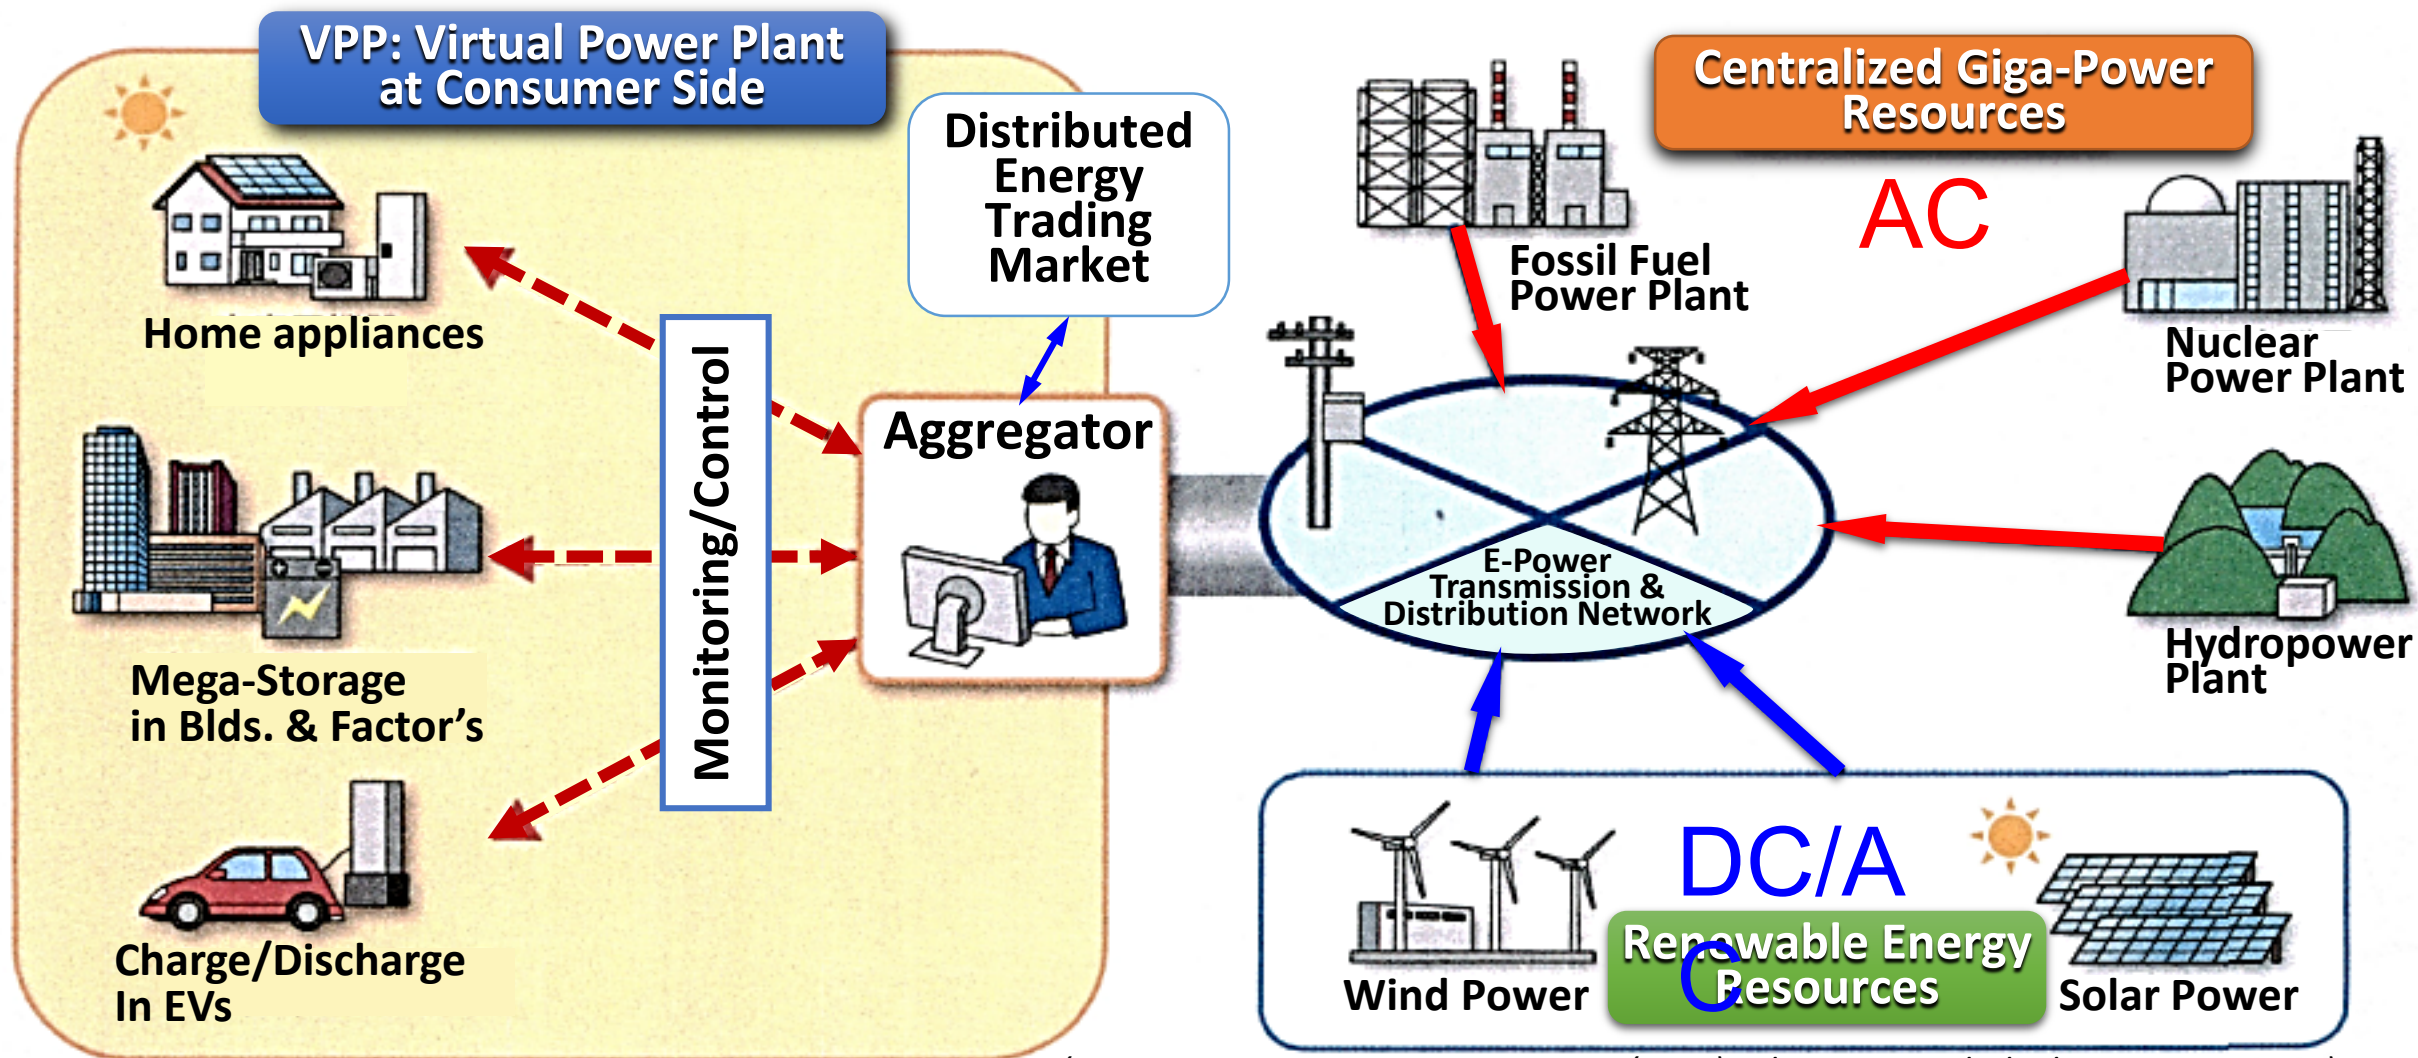 VPP: Virtual Power Plant
at Consumer Side
Centralized Giga-Power
Resources
Distributed
Energy
Trading
Market
AC
Fossil Fuel
Power Plant
Nuclear
Power Plant
Home appliances
Monitoring/Control
Aggregator
E-Power
Transmission &
Distribution Network
Hydropower
Plant
Mega-Storage
in Blds. & Factor's
Charge/Discharge
In EVs
DC/A
C
Renewable Energy
Resources
Wind Power
Solar Power